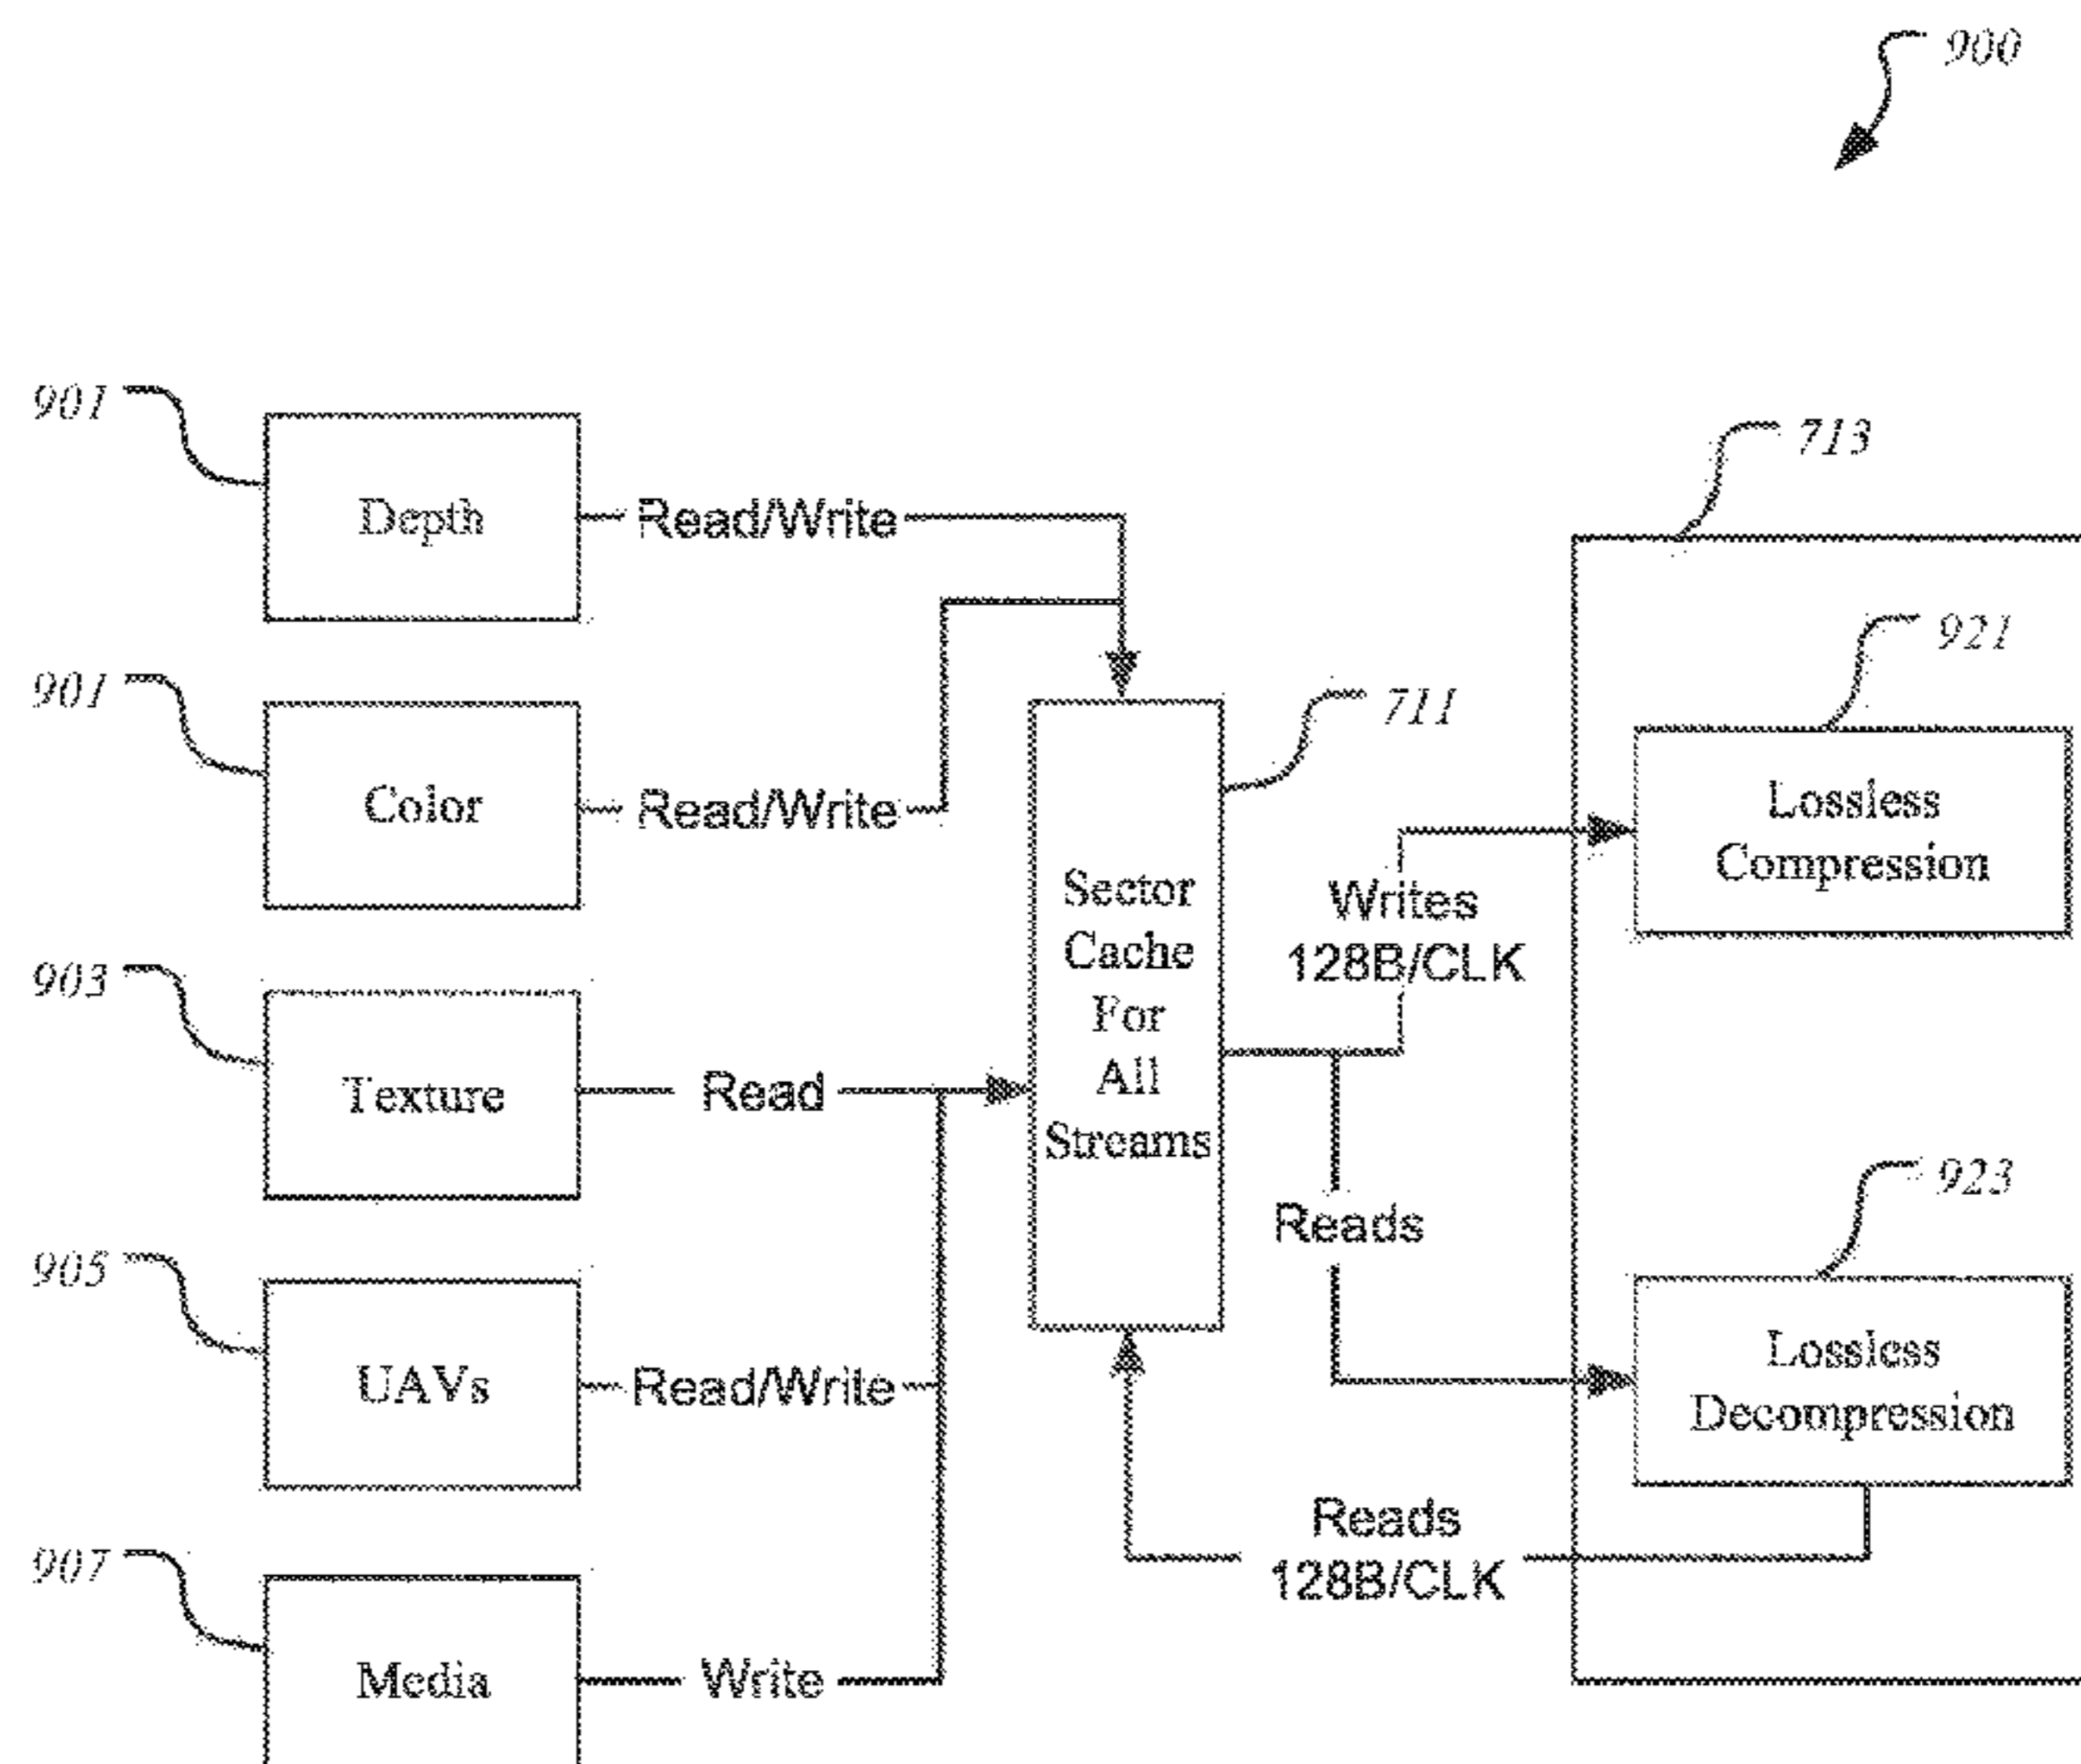 900
901
Depth
Read/Write
713
921
901
Color
Read/Write
711
Lossless
Compression
Sector
Cache
For
All
Streams
Writes
128B/CLK
903
Texture
Read
923
Reads
905
UAVs
Read/Write
Lossless
Decompression
Reads
128B/CLK
907
Media
Write